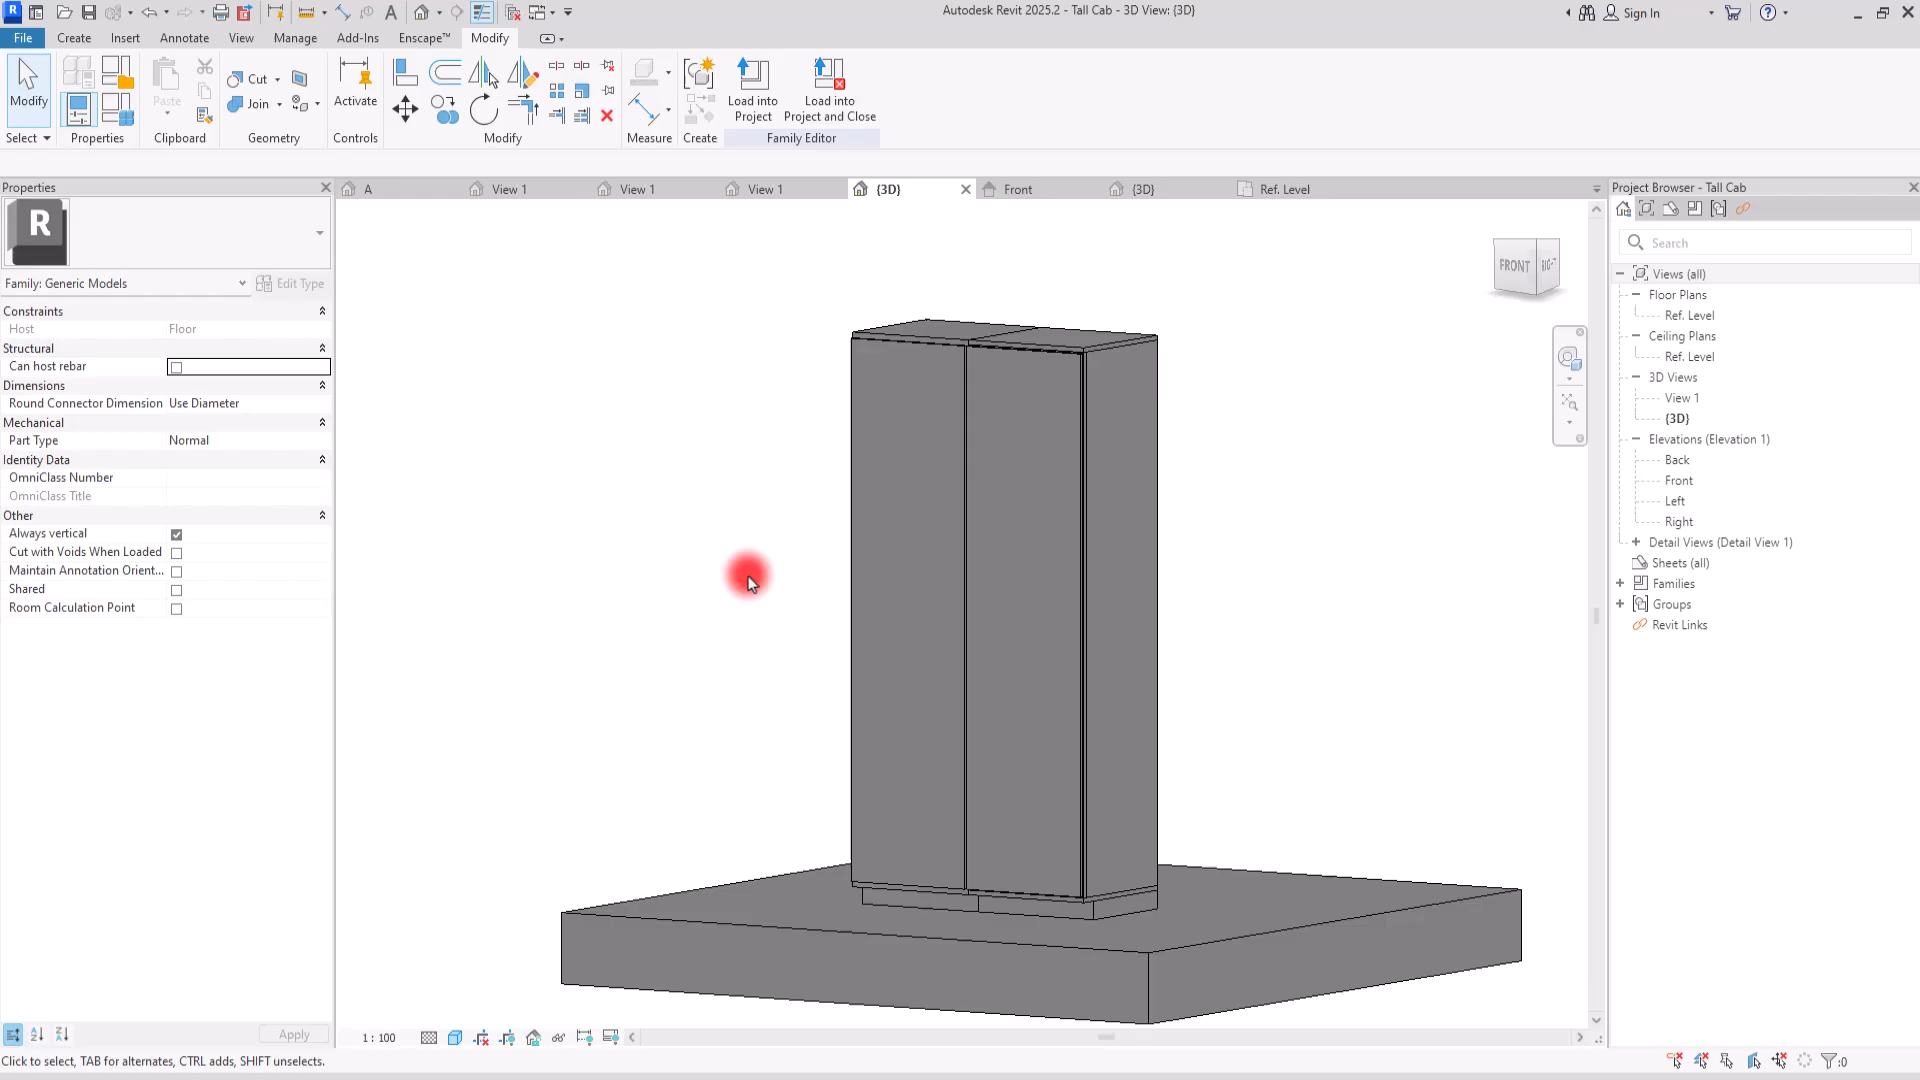 Autodesk Revit 2025.2 - Tall Cab - 3D View: {3D}
Sign In
File
Create
Insert
Annotate
View
Manage
Add-Ins
Enscape™
Modify
Modify
Paste
Cut
Join
Activate
Load into
Project
Load into
Project and Close
Select
Properties
Clipboard
Geometry
Controls
Modify
Measure
Create
Family Editor
Properties
R
Family: Generic Models
Edit Type
Constraints
Host Floor
Structural
Can host rebar
Dimensions
Round Connector Dimension Use Diameter
Mechanical
Part Type Normal
Identity Data
OmniClass Number
OmniClass Title
Other
Always vertical
Cut with Voids When Loaded
Maintain Annotation Orient...
Shared
Room Calculation Point
Apply
A
View 1
View 1
View 1
{3D}
Front
{3D}
Ref. Level
FRONT
RIGHT
1 : 100
Project Browser - Tall Cab
Search
Views (all)
Floor Plans
Ref. Level
Ceiling Plans
Ref. Level
3D Views
View 1
{3D}
Elevations (Elevation 1)
Back
Front
Left
Right
Detail Views (Detail View 1)
Sheets (all)
Families
Groups
Revit Links
Click to select, TAB for alternates, CTRL adds, SHIFT unselects.
:0